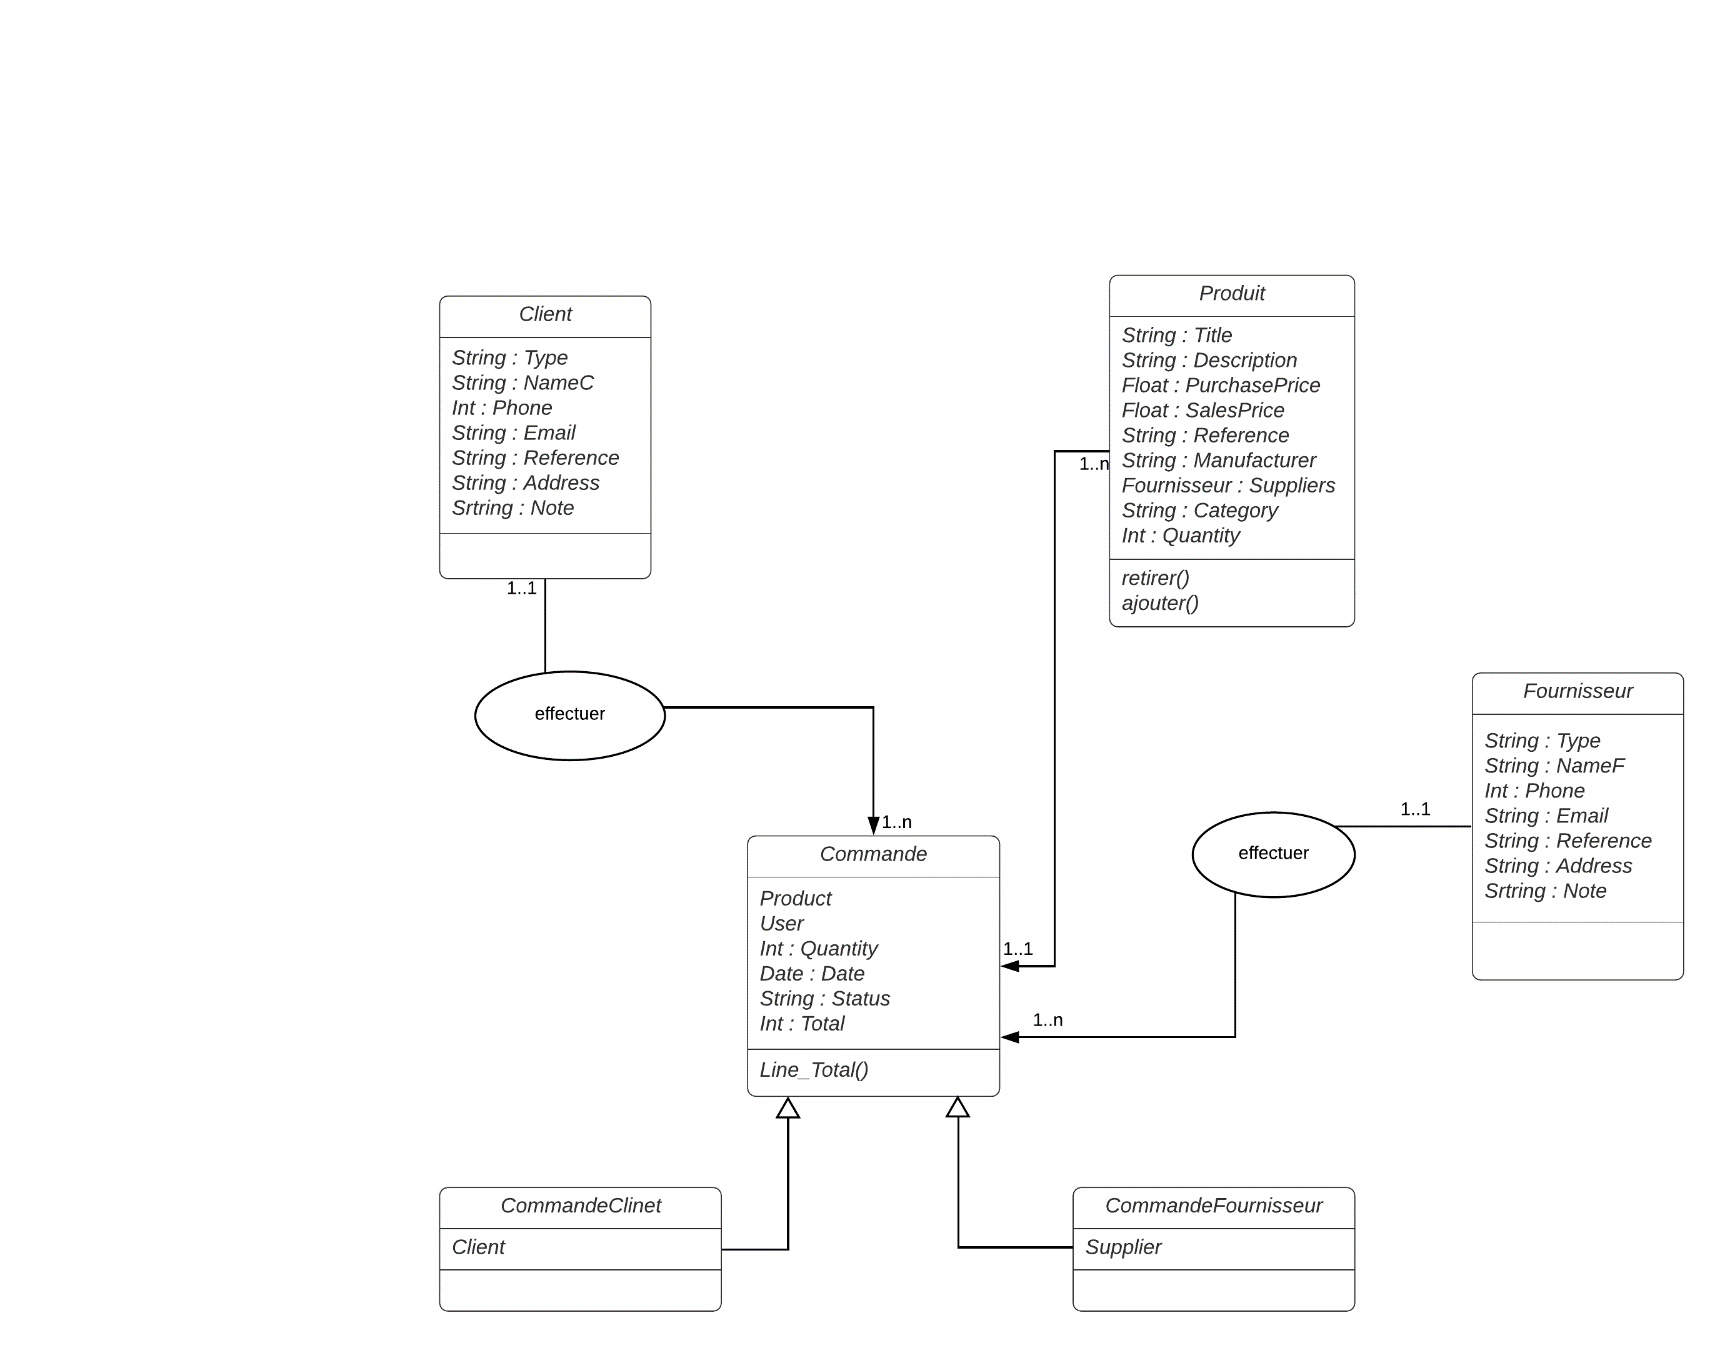 Client
String : Type
String : NameC
Int : Phone
String : Email
String : Reference
String : Address
Srtring : Note
1..1
effectuer
1..n
Produit
String : Title
String : Description
Float : PurchasePrice
Float : SalesPrice
String : Reference
String : Manufacturer
Fournisseur : Suppliers
String : Category
Int : Quantity
retirer()
ajouter()
1..n
1..1
Fournisseur
String : Type
String : NameF
Int : Phone
String : Email
String : Reference
String : Address
Srtring : Note
1..1
effectuer
1..n
Commande
Product
User
Int : Quantity
Date : Date
String : Status
Int : Total
Line_Total()
CommandeClinet
Client
CommandeFournisseur
Supplier